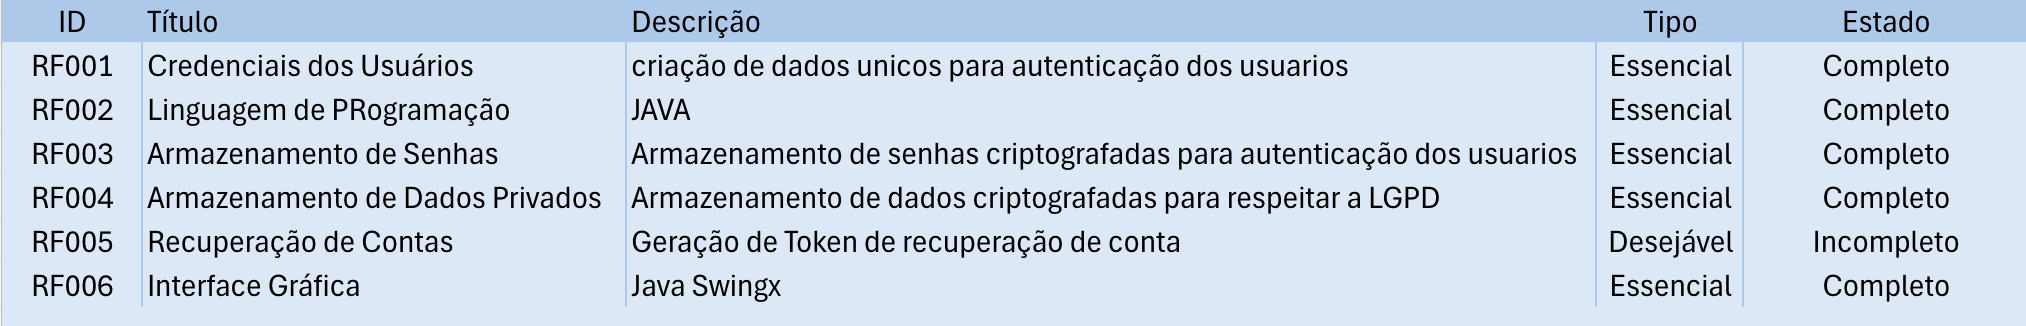 ID Título Descrição Tipo Estado
RF001 Credenciais dos Usuários criação de dados unicos para autenticação dos usuarios Essencial Completo
RF002 Linguagem de PRogramação JAVA Essencial Completo
RF003 Armazenamento de Senhas Armazenamento de senhas criptografadas para autenticação dos usuarios Essencial Completo
RF004 Armazenamento de Dados Privados Armazenamento de dados criptografadas para respeitar a LGPD Essencial Completo
RF005 Recuperação de Contas Geração de Token de recuperação de conta Desejável Incompleto
RF006 Interface Gráfica Java Swingx Essencial Completo